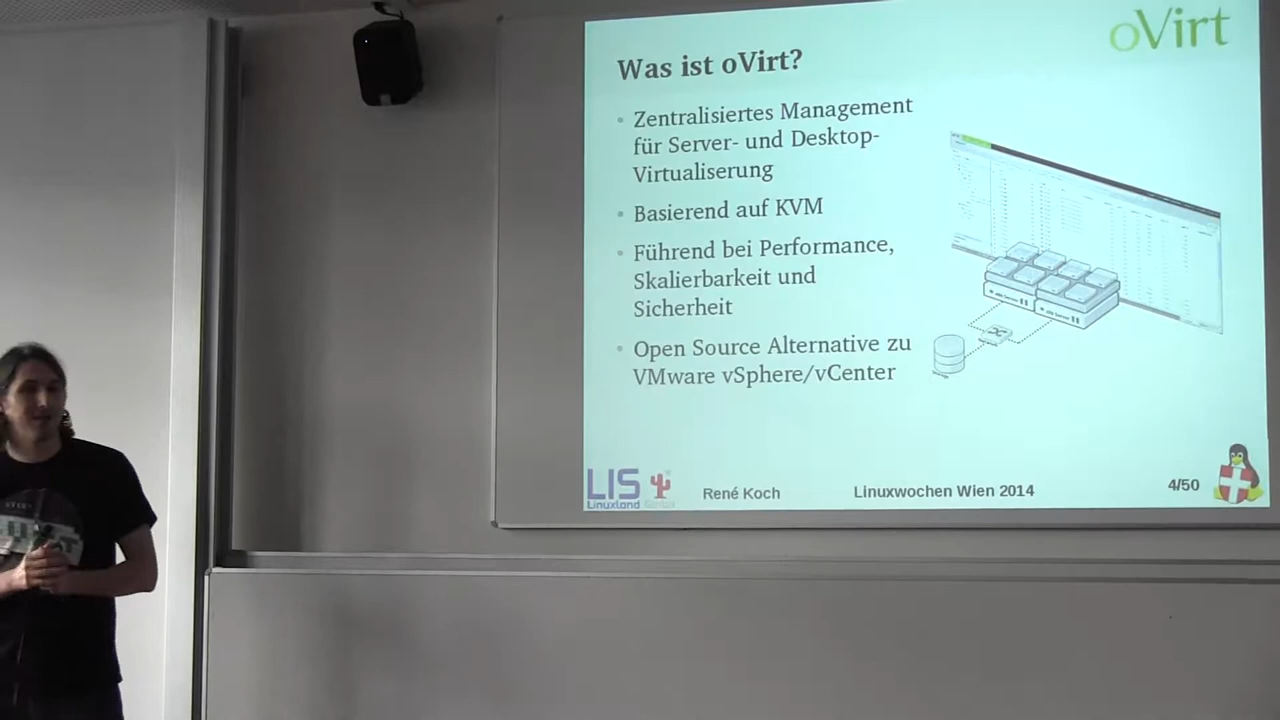 oVirt
Was ist oVirt?
Zentralisiertes Management
für Server- und Desktop-
Virtualiserung
Basierend auf KVM
Führend bei Performance,
Skalierbarkeit und
Sicherheit
Open Source Alternative zu
VMware vSphere/vCenter
LIS
Linuxland
René Koch
Linuxwochen Wien 2014
4/50